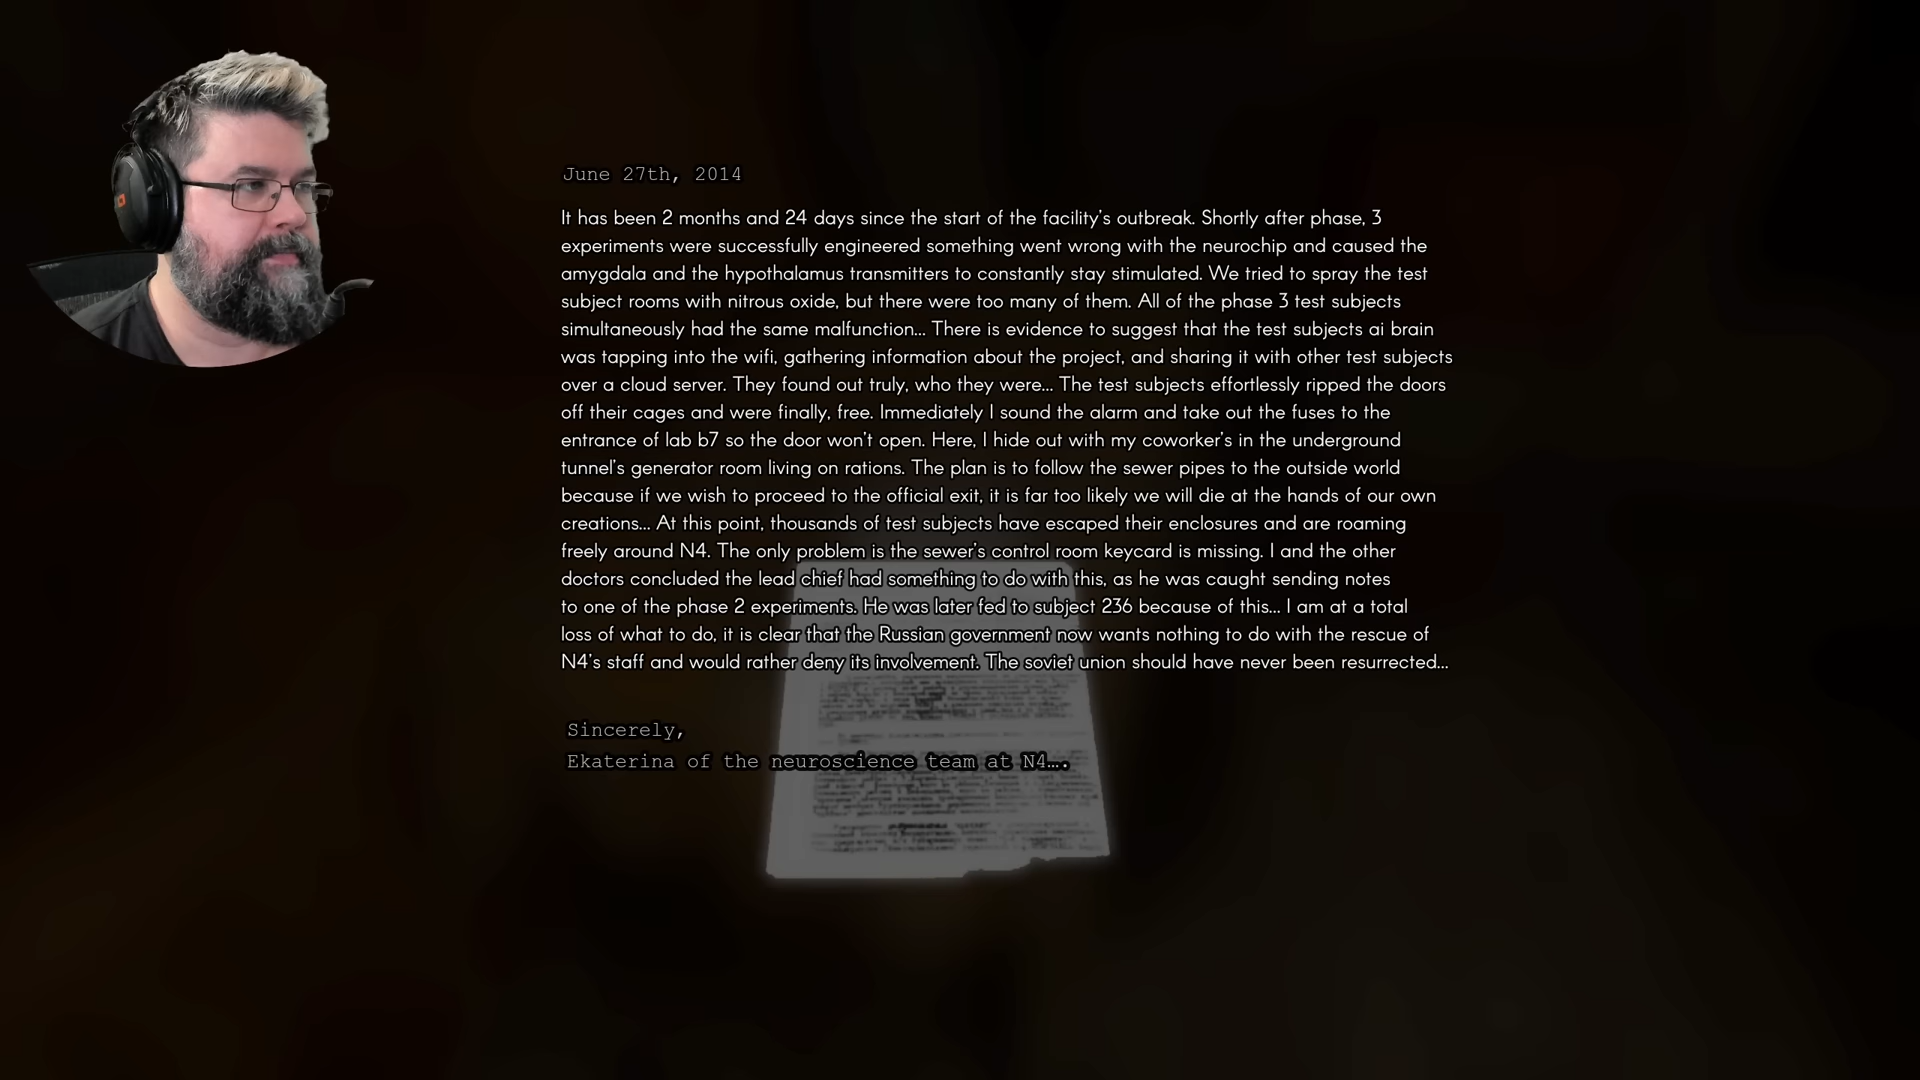 June 27th, 2014
It has been 2 months and 24 days since the start of the facility's outbreak. Shortly after phase, 3
experiments were successfully engineered something went wrong with the neurochip and caused the
amygdala and the hypothalamus transmitters to constantly stay stimulated. We tried to spray the test
subject rooms with nitrous oxide, but there were too many of them. All of the phase 3 test subjects
simultaneously had the same malfunction... There is evidence to suggest that the test subjects ai brain
was tapping into the wifi, gathering information about the project, and sharing it with other test subjects
over a cloud server. They found out truly, who they were... The test subjects effortlessly ripped the doors
off their cages and were finally, free. Immediately I sound the alarm and take out the fuses to the
entrance of lab b7 so the door won't open. Here, I hide out with my coworker's in the underground
tunnel's generator room living on rations. The plan is to follow the sewer pipes to the outside world
because if we wish to proceed to the official exit, it is far too likely we will die at the hands of our own
creations... At this point, thousands of test subjects have escaped their enclosures and are roaming
freely around N4. The only problem is the sewer's control room keycard is missing. I and the other
doctors concluded the lead chief had something to do with this, as he was caught sending notes
to one of the phase 2 experiments. He was later fed to subject 236 because of this... I am at a total
loss of what to do, it is clear that the Russian government now wants nothing to do with the rescue of
N4's staff and would rather deny its involvement. The soviet union should have never been resurrected...
Sincerely,
Ekaterina of the neuroscience team at N4....